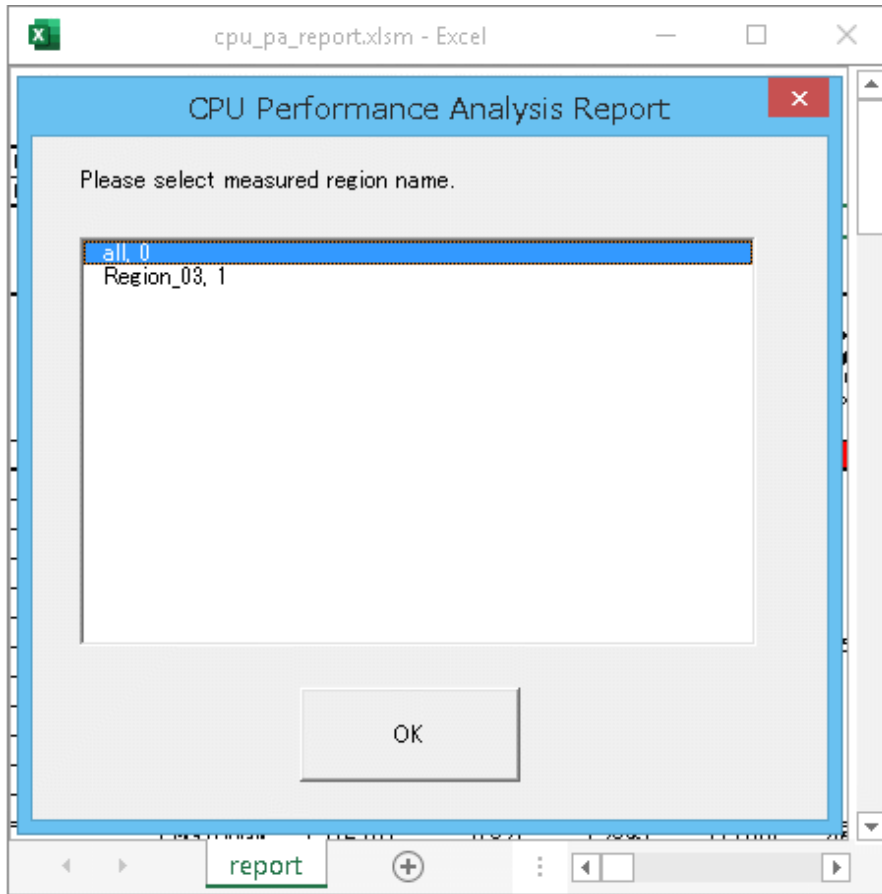 cpu_pa_report.xlsm - Excel
CPU Performance Analysis Report
Please select measured region name.
all, 0
Region_03, 1
OK
report